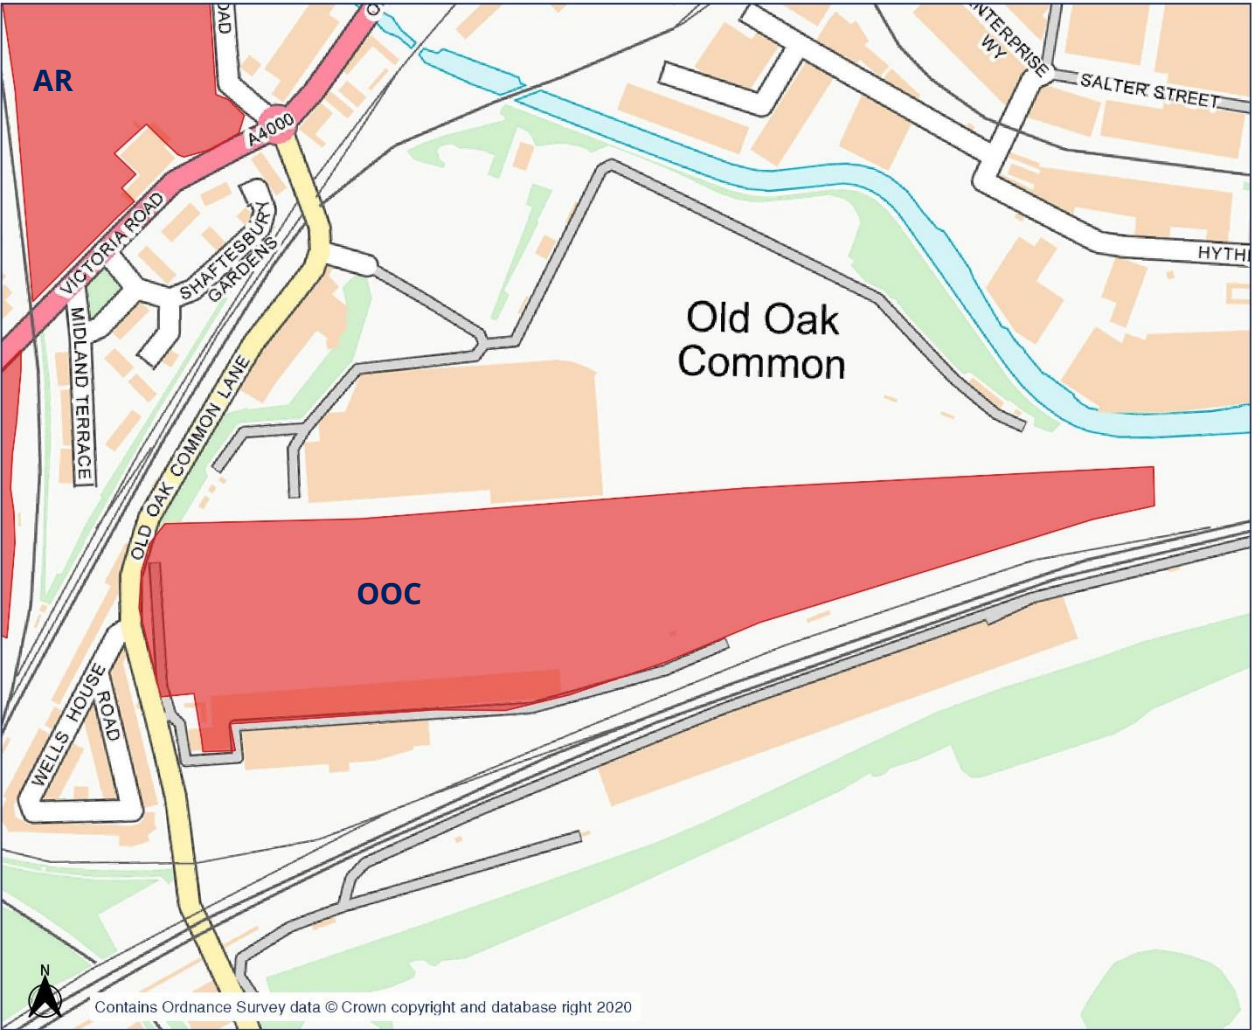 OAD
O
ENTERPRISE
WY
SALTER STREET
AR
A4000
VICTORIA ROAD
SHAFTESBURY
GARDENS
HYTH
MIDLAND TERRACE
Old Oak
Common
OLD OAK COMMON LANE
OOC
WELLS HOUSE
ROAD
N
Contains Ordnance Survey data © Crown copyright and database right 2020